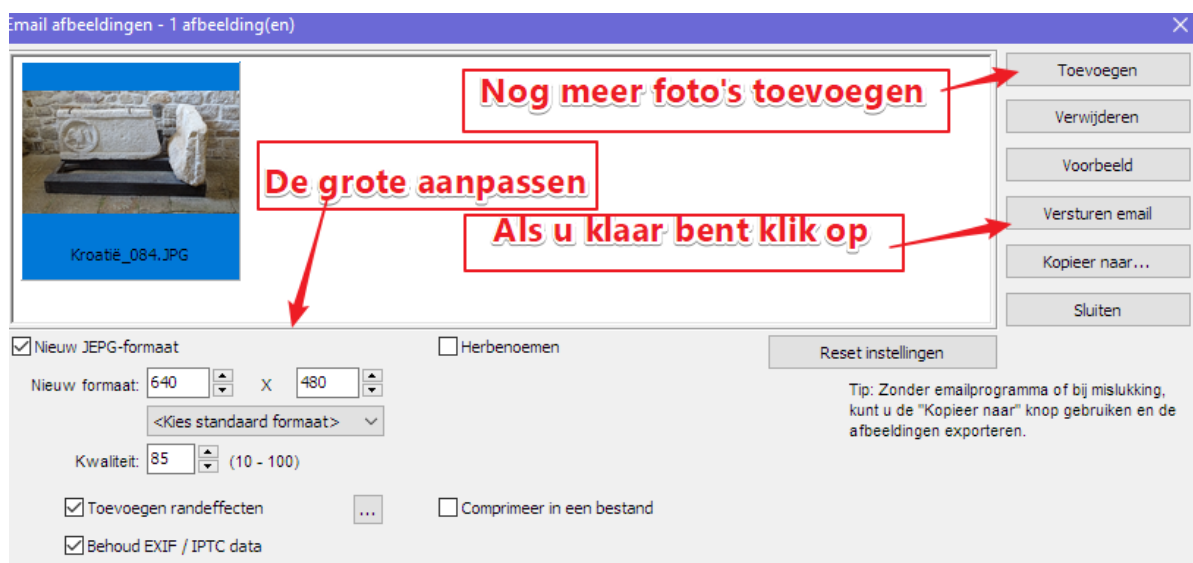 Email afbeeldingen - 1 afbeelding(en)
Nog meer foto's toevoegen
Toevoegen
Verwijderen
De grote aanpassen
Voorbeeld
Als u klaar bent klik op
Versturen email
Kroatië_084.JPG
Kopieer naar...
Sluiten
Nieuw JEPG-formaat
Herbenoemen
Reset instellingen
Nieuw formaat: 640 X 480
<Kies standaard formaat>
Kwaliteit: 85 (10 - 100)
Tip: Zonder emailprogramma of bij mislukking,
kunt u de "Kopieer naar" knop gebruiken en de
afbeeldingen exporteren.
Toevoegen randeffecten ...
Comprimeer in een bestand
Behoud EXIF / IPTC data